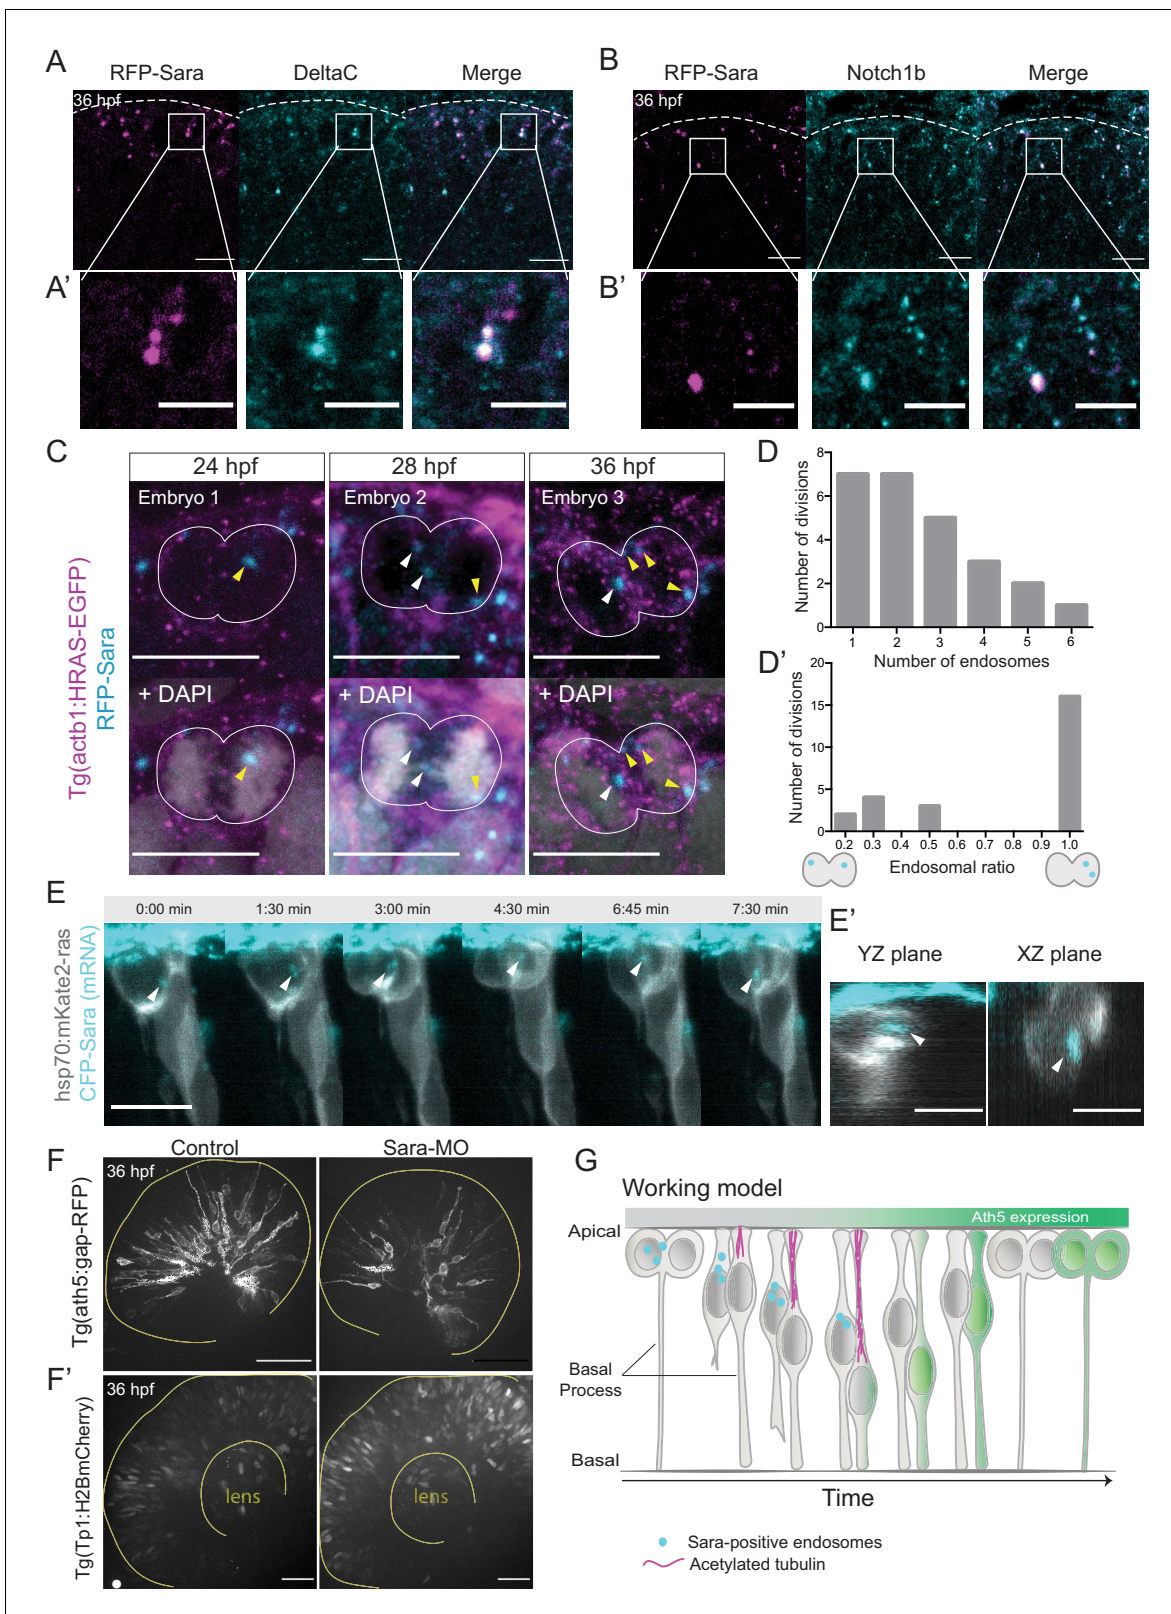 A
RFP-Sara DeltaC Merge
36 hpf
A'
B
RFP-Sara Notch1b Merge
36 hpf
B'
C
24 hpf 28 hpf 36 hpf
Embryo 1 Embryo 2 Embryo 3
+ DAPI + DAPI + DAPI
Tg(actb1:HRAS-EGFP)
RFP-Sara
D
Number of divisions
8
6
4
2
0
1 2 3 4 5 6
Number of endosomes
D'
Number of divisions
20
15
10
5
0
0.2 0.3 0.4 0.5 0.6 0.7 0.8 0.9 1.0
Endosomal ratio
E
0:00 min 1:30 min 3:00 min 4:30 min 6:45 min 7:30 min
hsp70:mKate2-ras
CFP-Sara (mRNA)
E'
YZ plane XZ plane
F
Control Sara-MO
36 hpf
Tg(ath5:gap-RFP)
F'
36 hpf
lens lens
Tg(Tp1:H2BmCherry)
G
Working model
Ath5 expression
Apical
Basal
Process
Basal
Time
Sara-positive endosomes
Acetylated tubulin